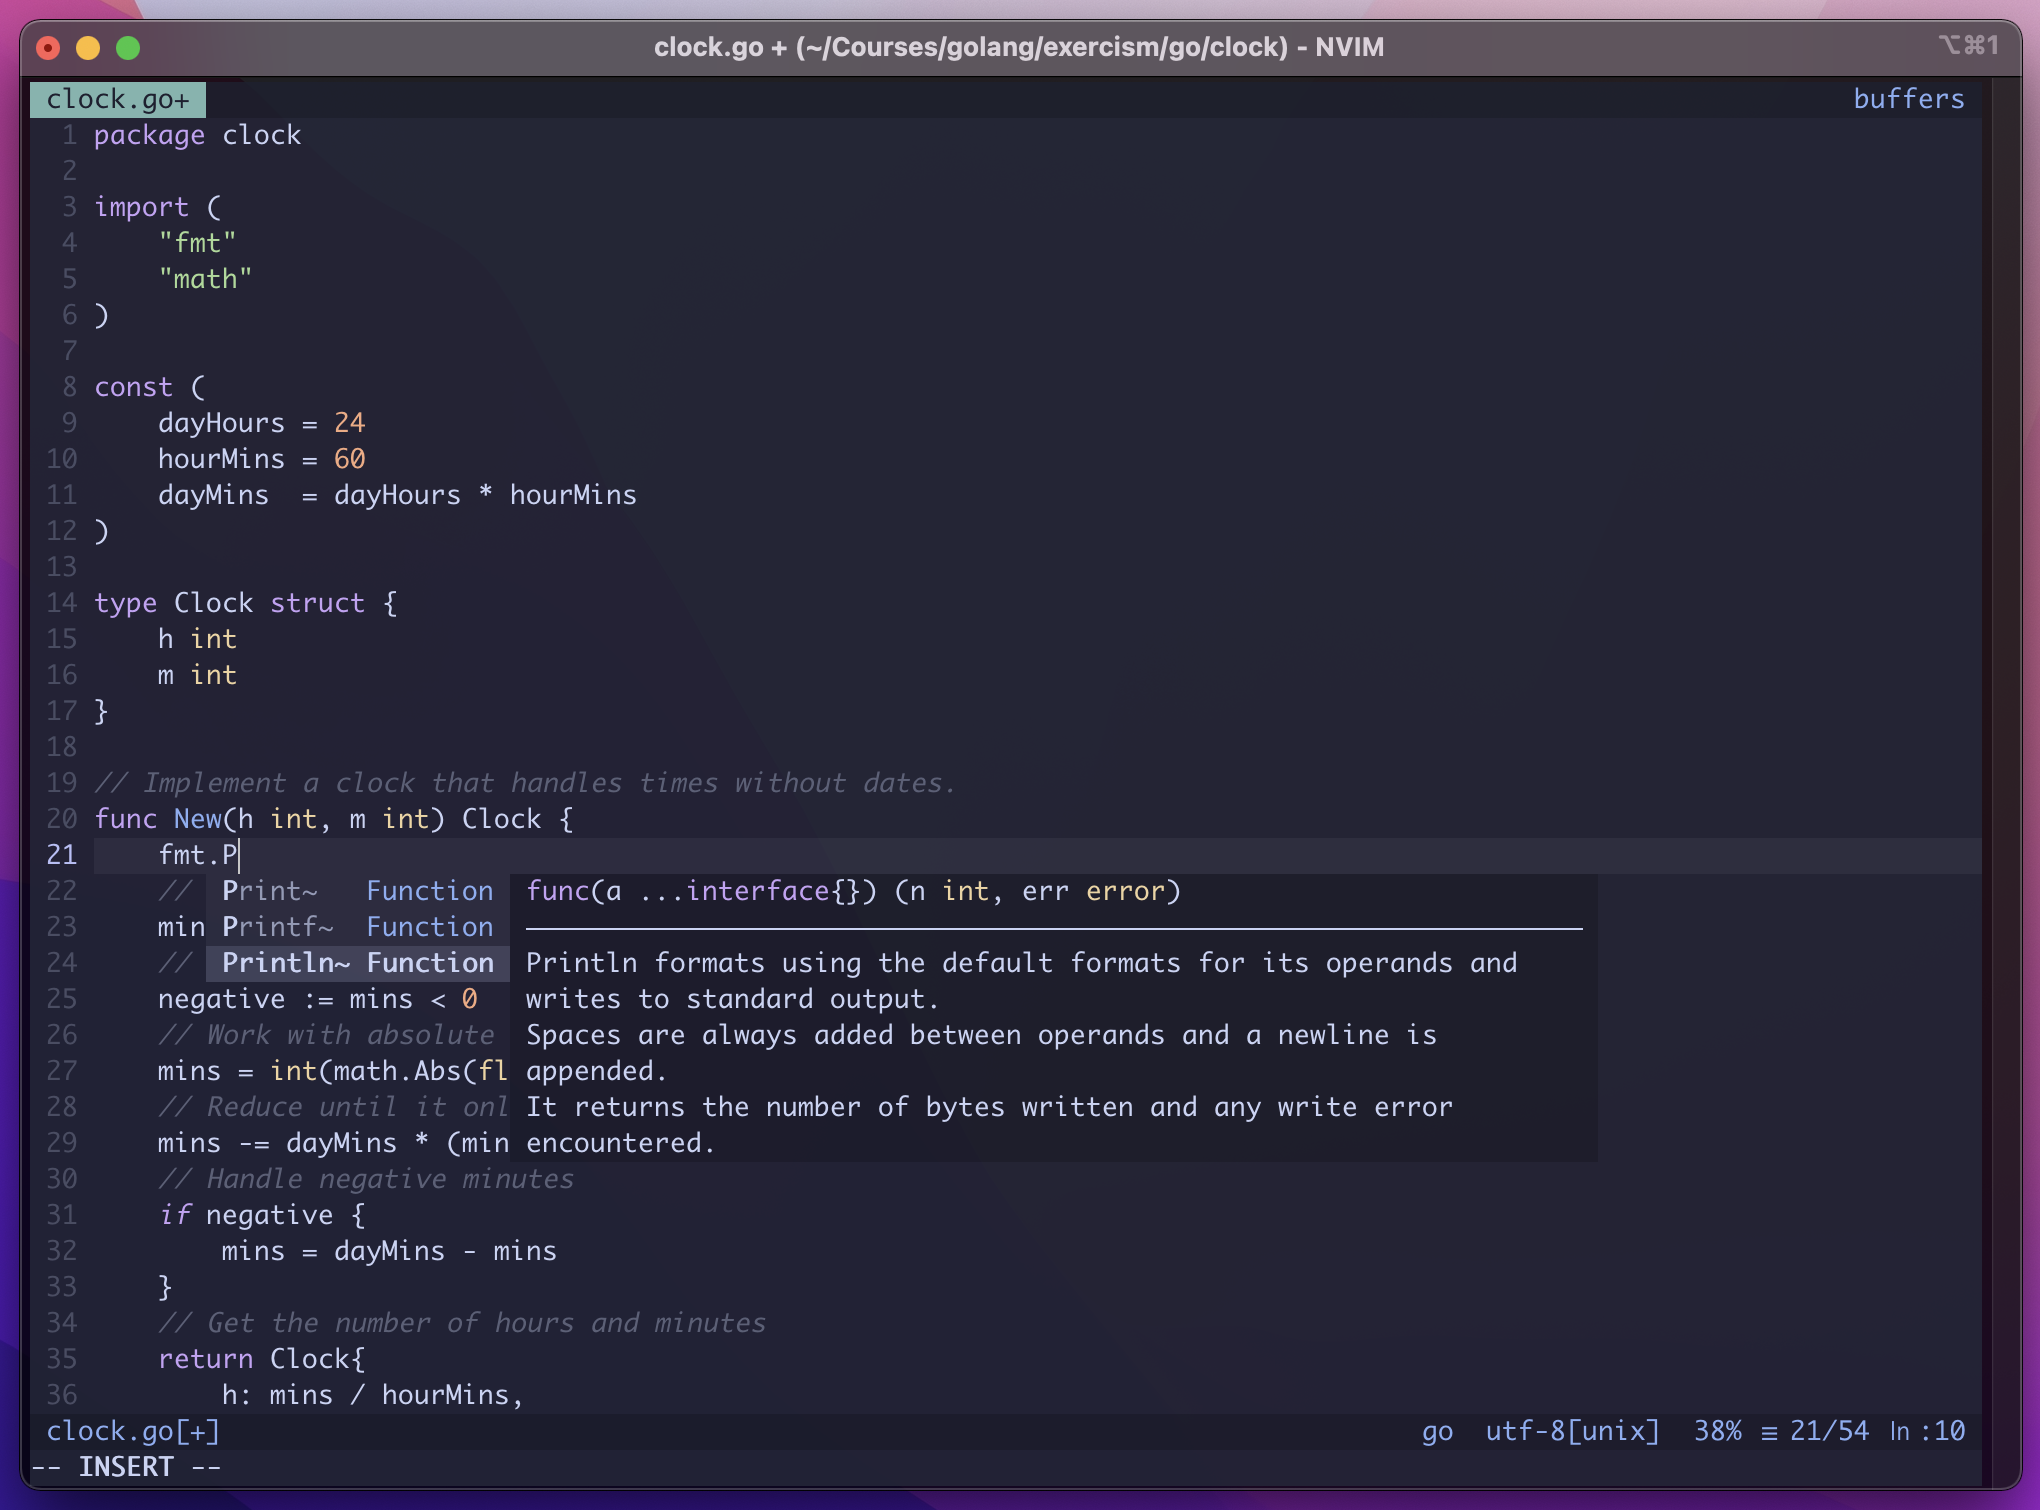 clock.go + (~/Courses/golang/exercism/go/clock) - NVIM ⌥⌘1
clock.go+ buffers
1 package clock
2
3 import (
4     "fmt"
5     "math"
6 )
7
8 const (
9     dayHours = 24
10     hourMins = 60
11     dayMins  = dayHours * hourMins
12 )
13
14 type Clock struct {
15     h int
16     m int
17 }
18
19 // Implement a clock that handles times without dates.
20 func New(h int, m int) Clock {
21     fmt.P
22     // Print~   Function func(a ...interface{}) (n int, err error)
23     min Printf~  Function
24     // Println~ Function Println formats using the default formats for its operands and
25     negative := mins < 0 writes to standard output.
26     // Work with absolute Spaces are always added between operands and a newline is
27     mins = int(math.Abs(fl appended.
28     // Reduce until it onl It returns the number of bytes written and any write error
29     mins -= dayMins * (min encountered.
30     // Handle negative minutes
31     if negative {
32         mins = dayMins - mins
33     }
34     // Get the number of hours and minutes
35     return Clock{
36         h: mins / hourMins,
clock.go[+] go utf-8[unix] 38% ≡ 21/54 ln :10
-- INSERT --